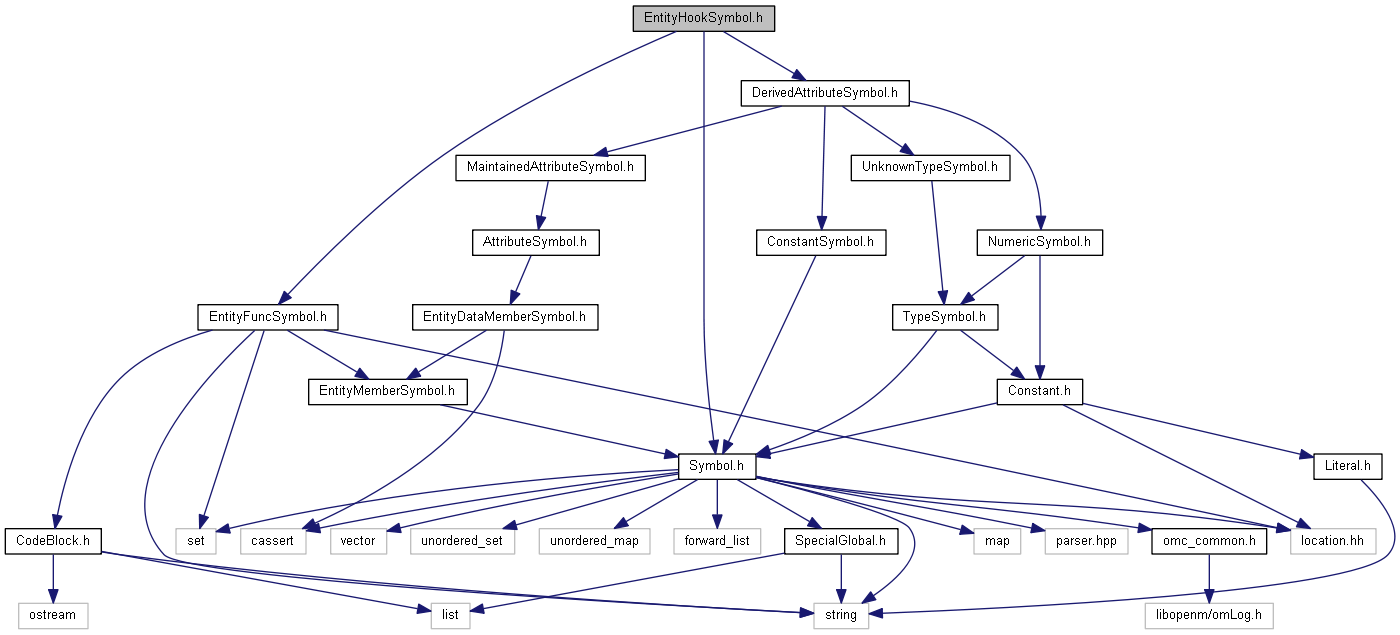 EntityHookSymbol.h
DerivedAttributeSymbol.h
MaintainedAttributeSymbol.h
UnknownTypeSymbol.h
AttributeSymbol.h
ConstantSymbol.h
NumericSymbol.h
EntityFuncSymbol.h
EntityDataMemberSymbol.h
TypeSymbol.h
EntityMemberSymbol.h
Constant.h
Symbol.h
Literal.h
CodeBlock.h
set
cassert
vector
unordered_set
unordered_map
forward_list
SpecialGlobal.h
map
parser.hpp
omc_common.h
location.hh
ostream
list
string
libopenm/omLog.h